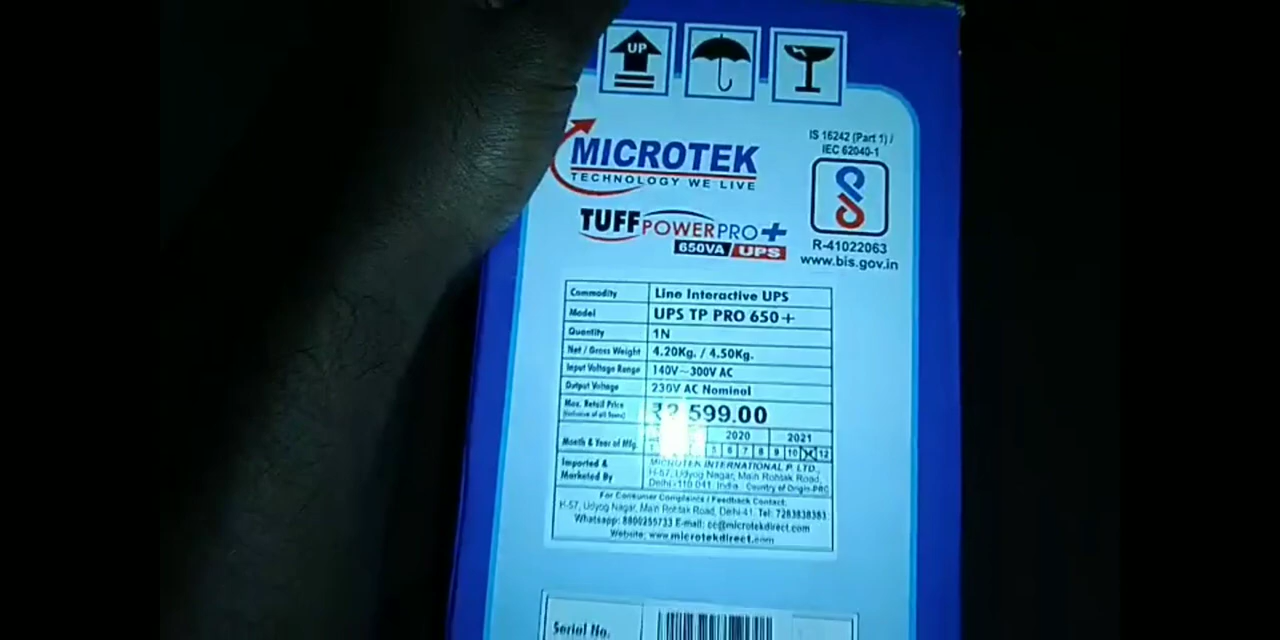 UP
MICROTEK
TECHNOLOGY WE LIVE
IS 16242 (Part 1) /
IEC 62040-1
R-41022063
www.bis.gov.in
TUFF POWERPRO+
650VA UPS
Commodity Line Interactive UPS
Model UPS TP PRO 650+
Quantity 1N
Net / Gross Weight 4.20Kg. / 4.50Kg.
Input Voltage Range 140V~300V AC
Output Voltage 230V AC Nominal
Max. Retail Price
(Inclusive of all taxes)
599.00
Month & Year of Mfg. 2020 2021
5 6 7 8 9 10 12
Imported &
Marketed By
MICROTEK INTERNATIONAL P. LTD.,
H-57, Udyog Nagar, Main Rohtak Road,
Delhi-110 041. India Country of Origin-PRC
For Consumer Complaints / Feedback Contact:
H-57, Udyog Nagar, Main Rohtak Road, Delhi-41. Tel: 7283838383
Whatsapp: 8800255733 E-mail: cc@microtekdirect.com
Website: www.microtekdirect.com
Serial No.